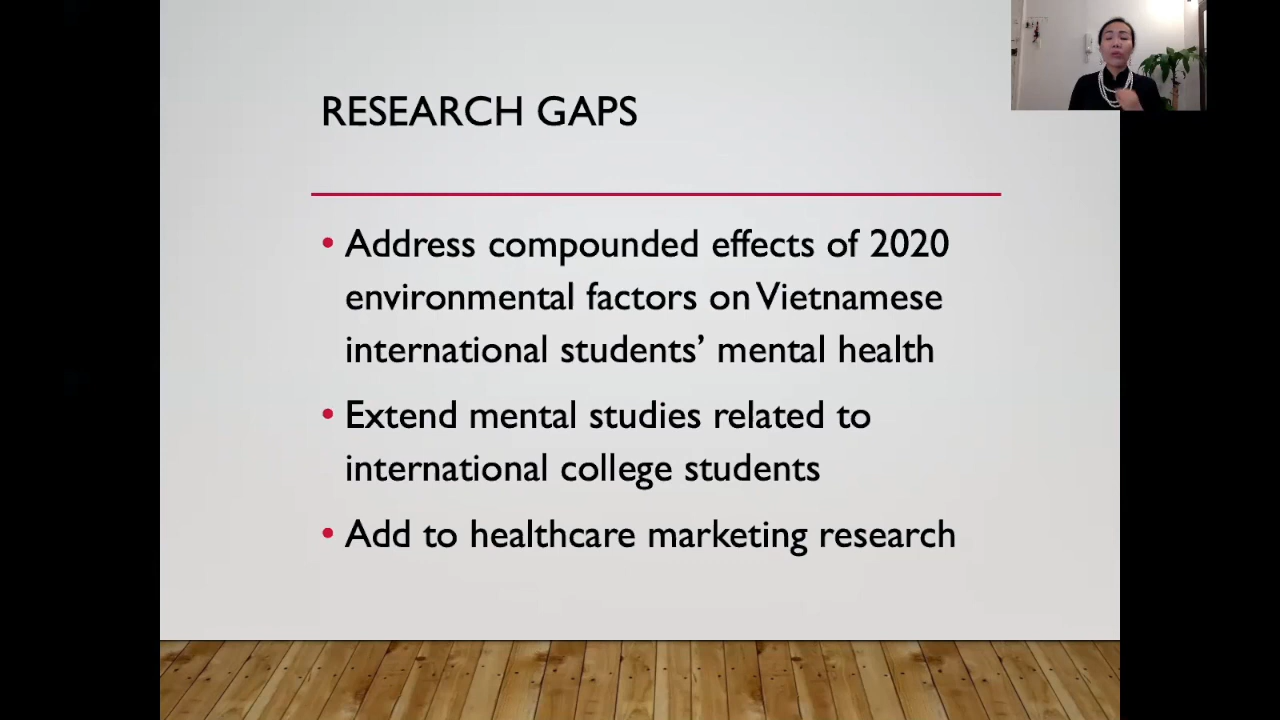 RESEARCH GAPS
• Address compounded effects of 2020
environmental factors on Vietnamese
international students’ mental health
• Extend mental studies related to
international college students
• Add to healthcare marketing research